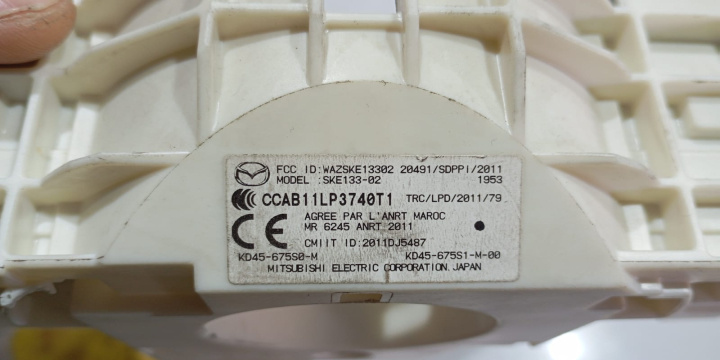 FCC ID:WAZSKE13302 20491/SDPPI/2011
MODEL :SKE133-02 1953
CCAB11LP3740T1 TRC/LPD/2011/79
AGREE PAR L'ANRT MAROC
MR 6245 ANRT 2011
CE
CMIIT ID:2011DJ5487
KD45-675S0-M KD45-675S1-M-00
MITSUBISHI ELECTRIC CORPORATION. JAPAN